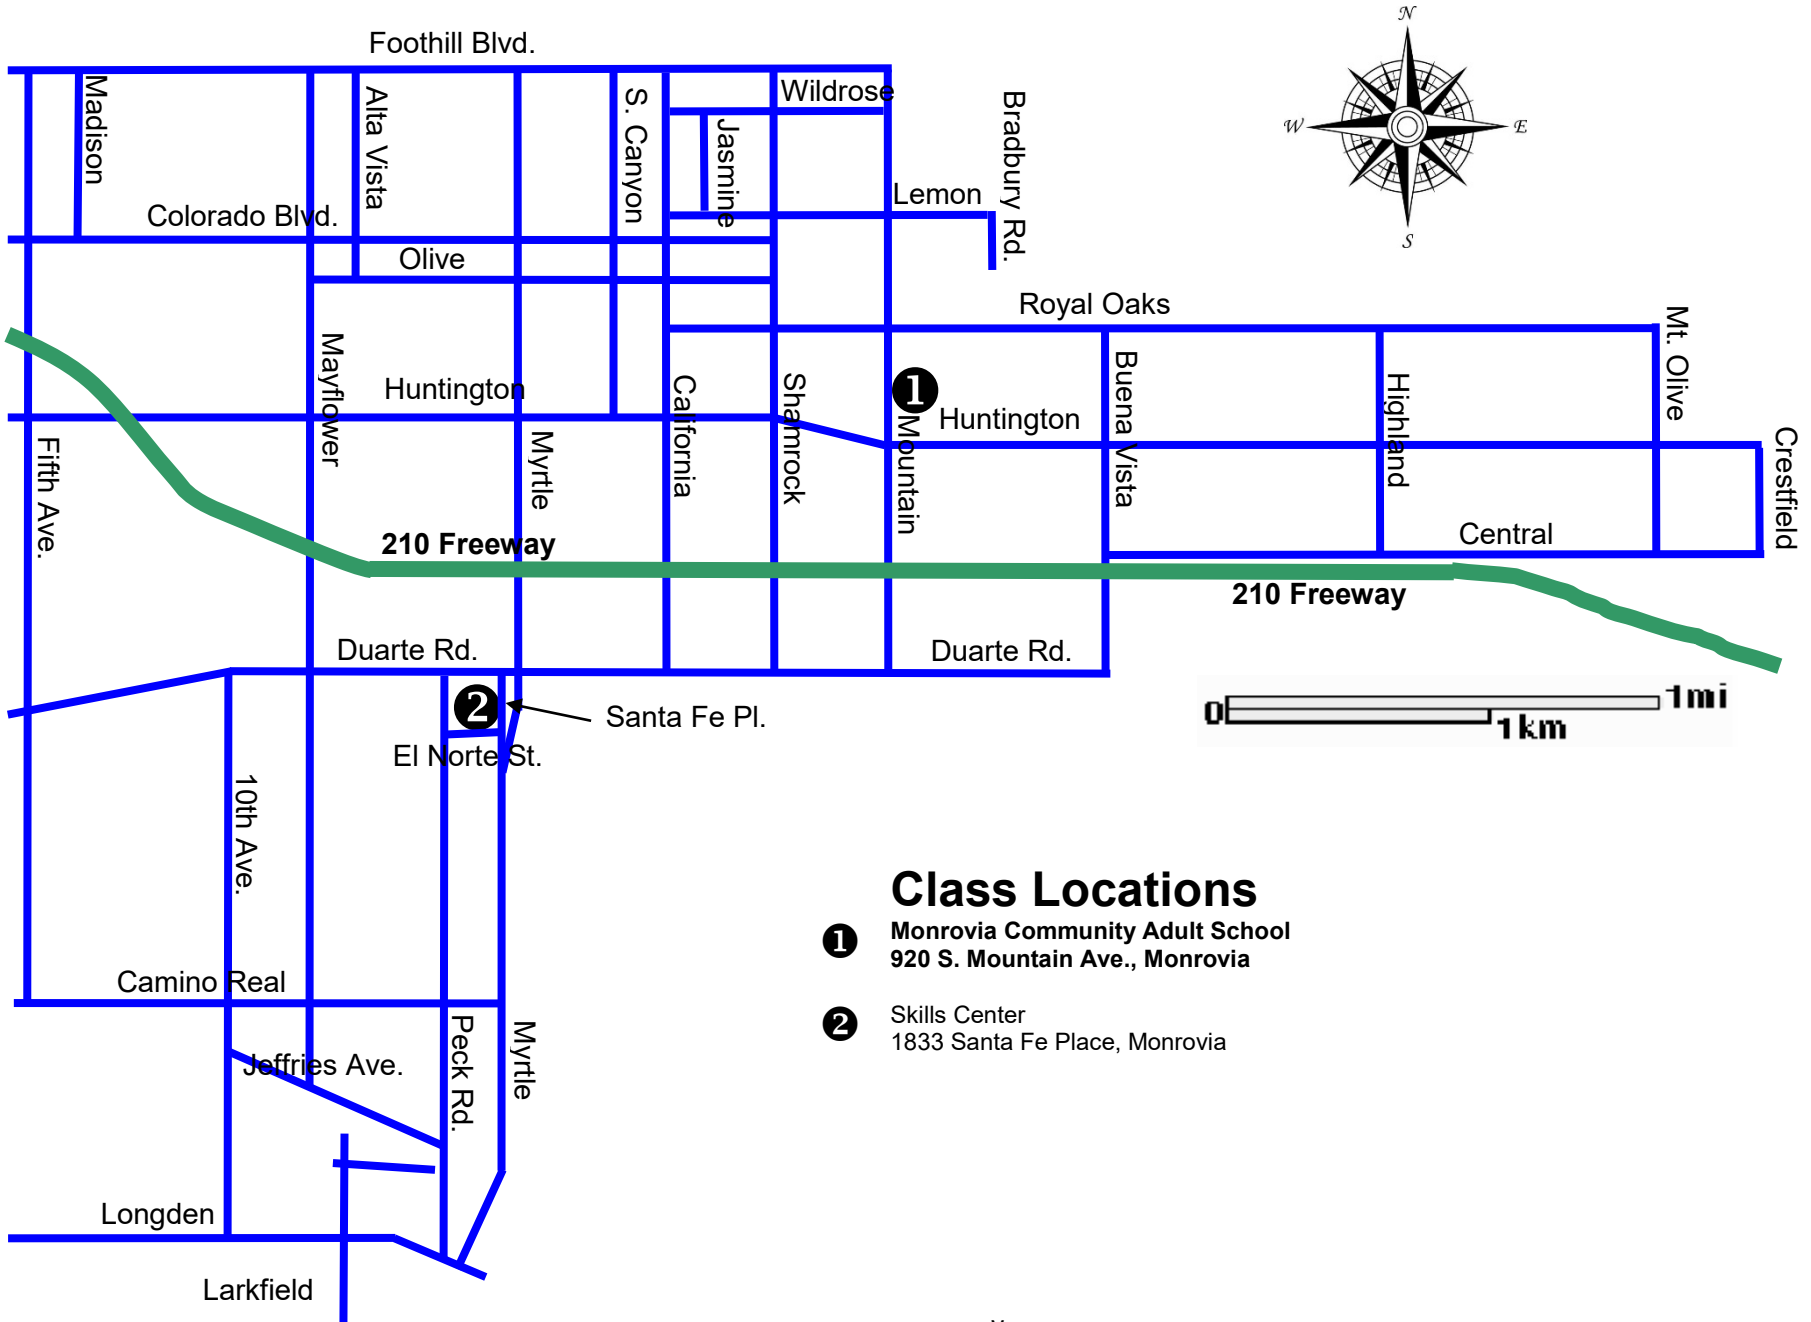 N
Foothill Blvd.
Madison
Alta Vista
S. Canyon
Wildrose
Jasmine
Bradbury Rd.
W
E
Lemon
Colorado Blvd.
S
Olive
Royal Oaks
Mt. Olive
Mayflower
Huntington
California
Shamrock
1
Mountain
Huntington
Buena Vista
Highland
Crestfield
Fifth Ave.
Myrtle
210 Freeway
Central
210 Freeway
Duarte Rd.
Duarte Rd.
2
Santa Fe Pl.
El Norte St.
0
1mi
1km
10th Ave.
Class Locations
1
Monrovia Community Adult School
920 S. Mountain Ave., Monrovia
Camino Real
2
Skills Center
1833 Santa Fe Place, Monrovia
Jeffries Ave.
Peck Rd.
Myrtle
Longden
Larkfield